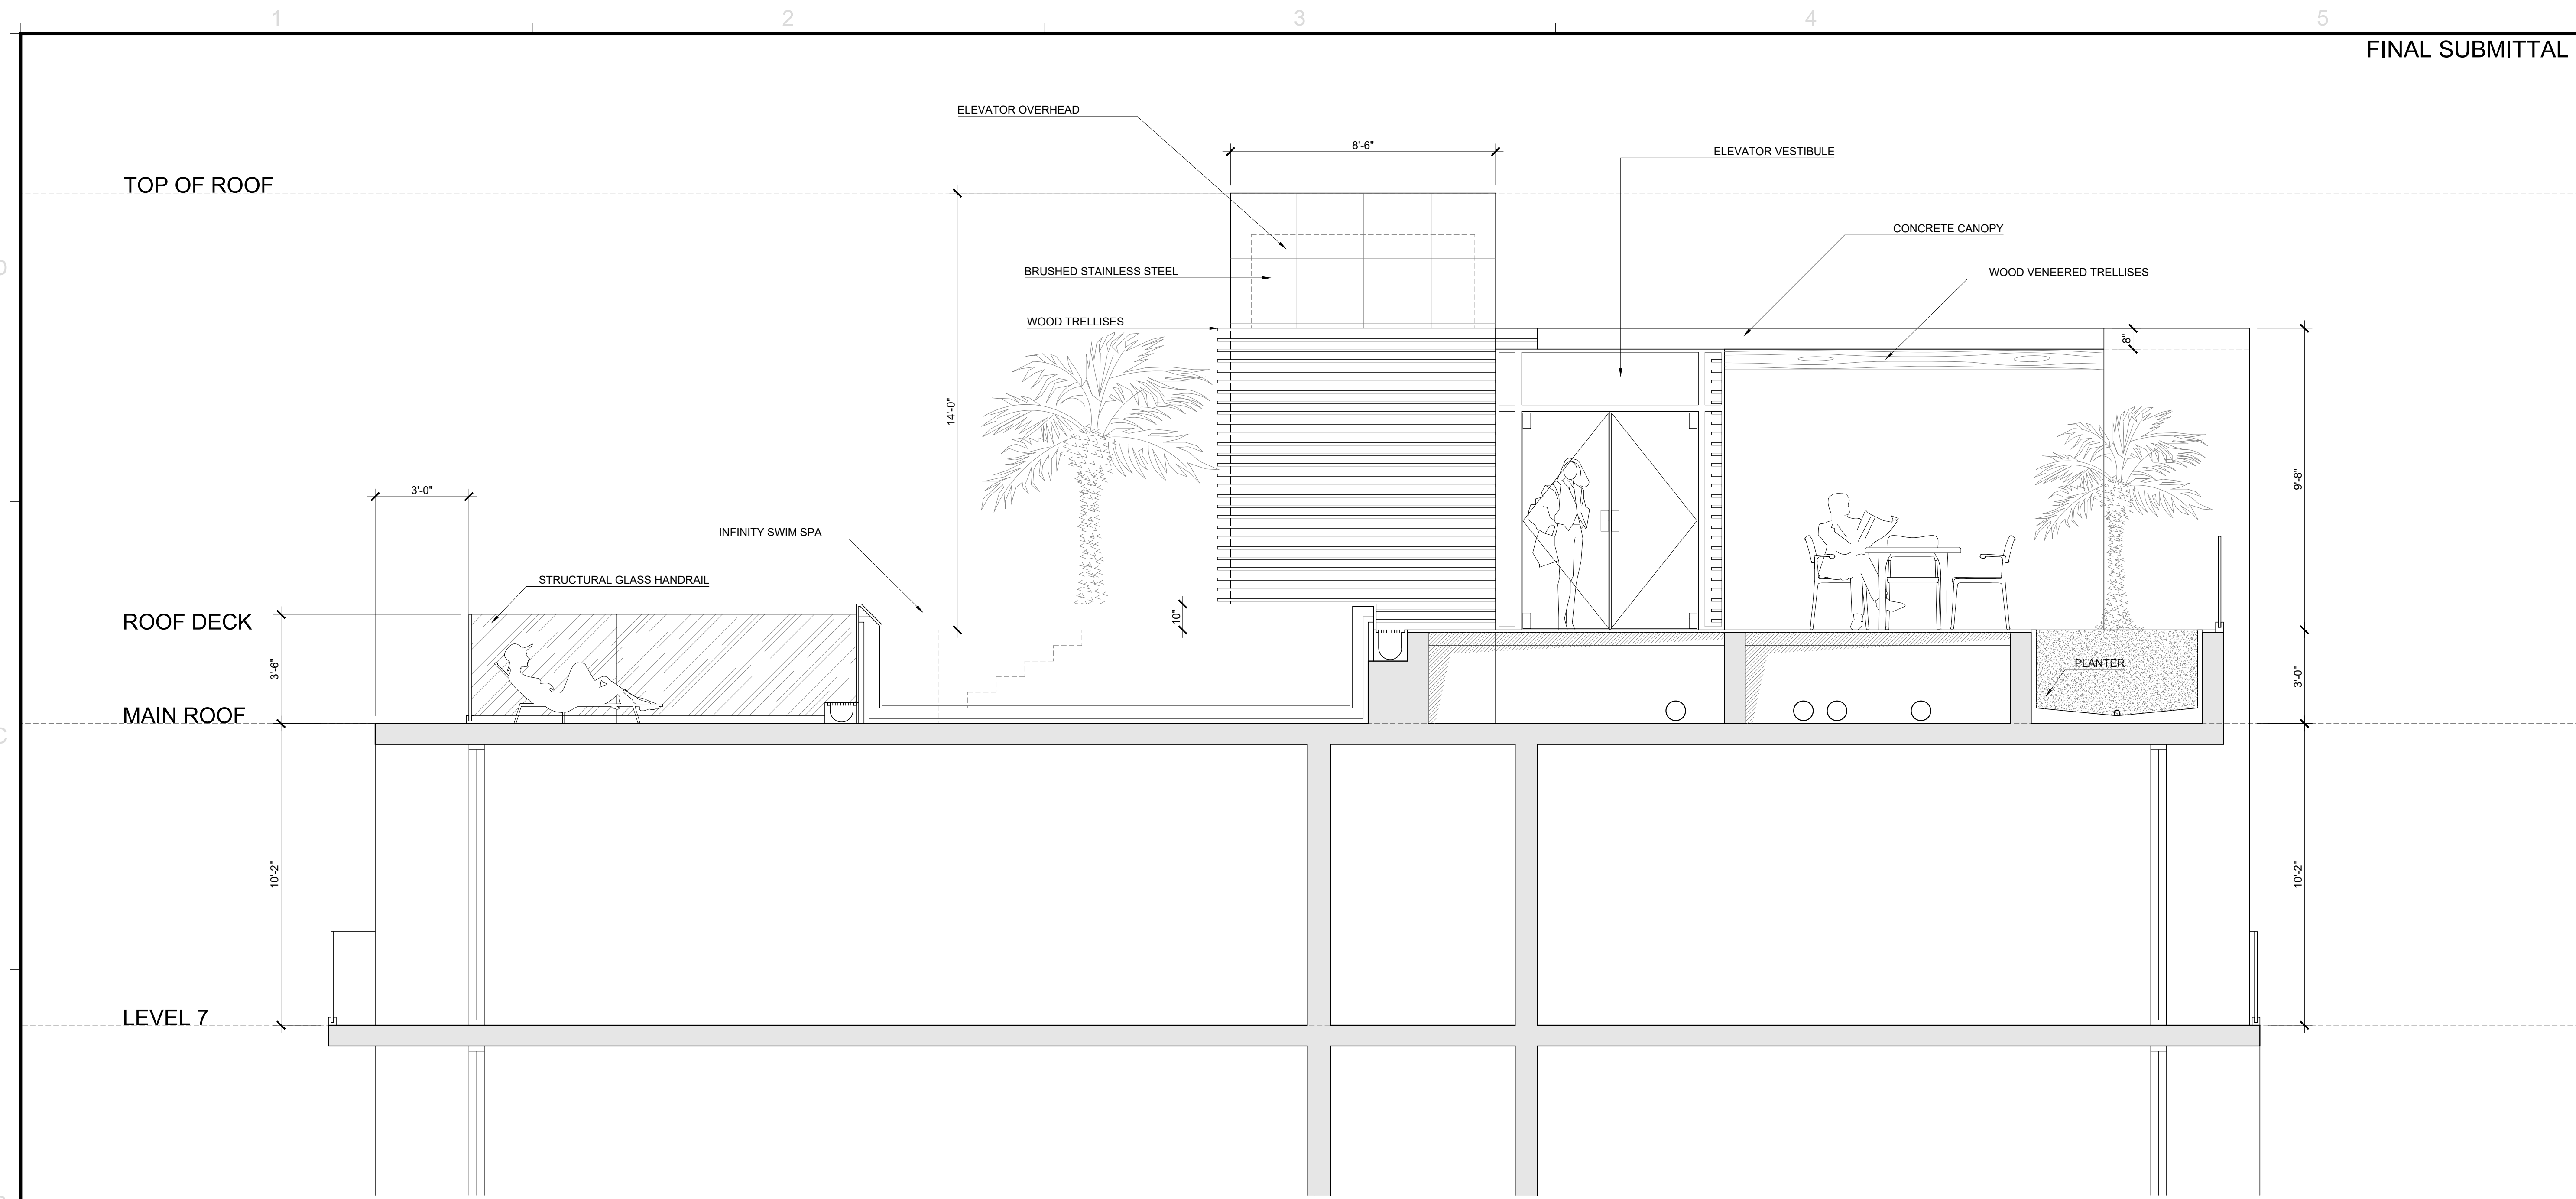 1 2 3 4 5
FINAL SUBMITTAL
ELEVATOR OVERHEAD
8'-6"
ELEVATOR VESTIBULE
TOP OF ROOF
CONCRETE CANOPY
D
BRUSHED STAINLESS STEEL
WOOD VENEERED TRELLISES
WOOD TRELLISES
8"
14'-0"
9'-8"
3'-0"
INFINITY SWIM SPA
STRUCTURAL GLASS HANDRAIL
10"
ROOF DECK
3'-6"
PLANTER
3'-0"
MAIN ROOF
C
10'-2"
10'-2"
LEVEL 7